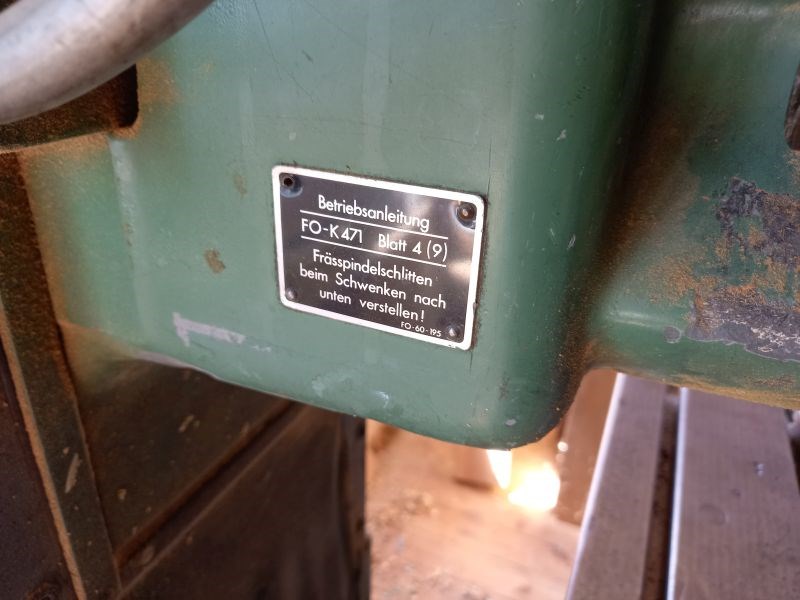 Betriebsanleitung
FO-K471 Blatt 4 (9)
Frässpindelschlitten
beim Schwenken nach
unten verstellen!
FO-60-195